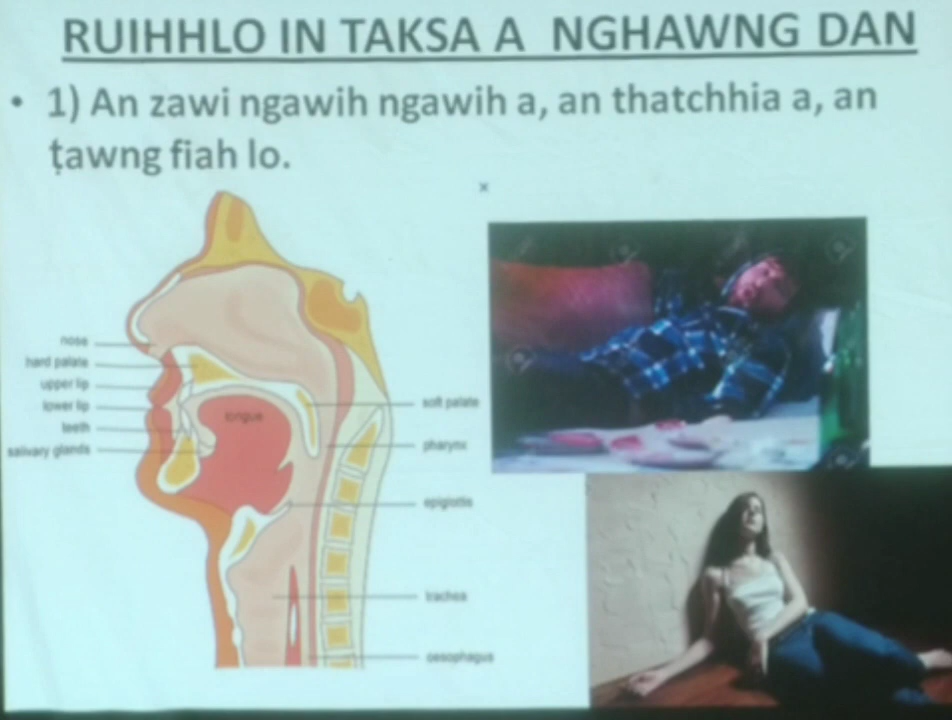 RUIHHLO IN TAKSA A NGHAWNG DAN
• 1) An zawi ngawih ngawih a, an thatchhia a, an
ṭawng fiah lo.
nose
hard palate
upper lip
lower lip
teeth
salivary glands
tongue
soft palate
pharynx
epiglottis
trachea
oesophagus